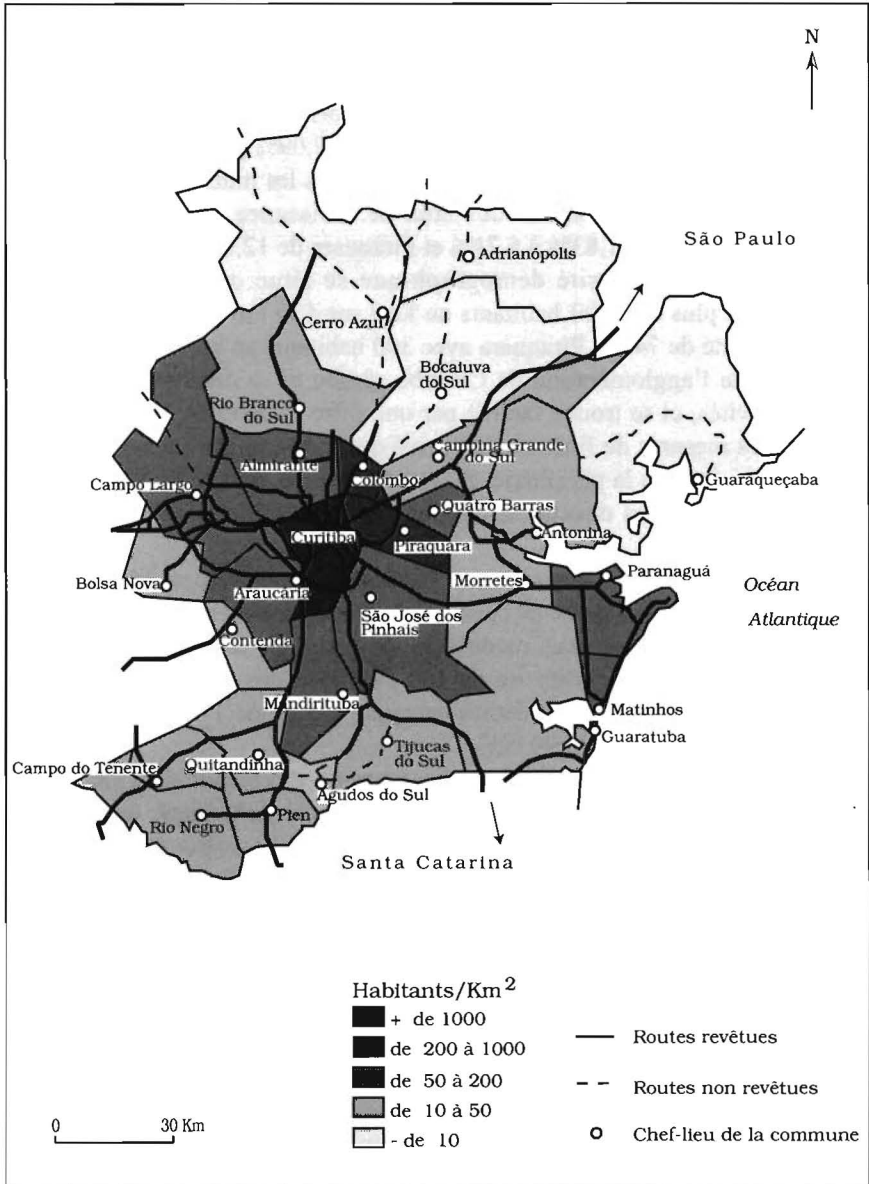 N
São Paulo
Adrianópolis
Cerro Azul
Bocaiuva
do Sul
Rio Branco
do Sul
Campina Grande
do Sul
Almirante
Colombo
Guaraqueçaba
Campo Largo
Quatro Barras
Curitiba
Piraquara
Antonina
Bolsa Nova
Araucária
Morretes
Paranaguá
Océan
Atlantique
São José dos
Pinhais
Contenda
Mandirituba
Matinhos
Guaratuba
Tijucas
do Sul
Campo do Tenente
Quitandinha
Agudos do Sul
Rio Negro
Pien
Santa Catarina
Habitants/Km²
+ de 1000
de 200 à 1000
de 50 à 200
de 10 à 50
- de 10
Routes revêtues
Routes non revêtues
Chef-lieu de la commune
0 30 Km